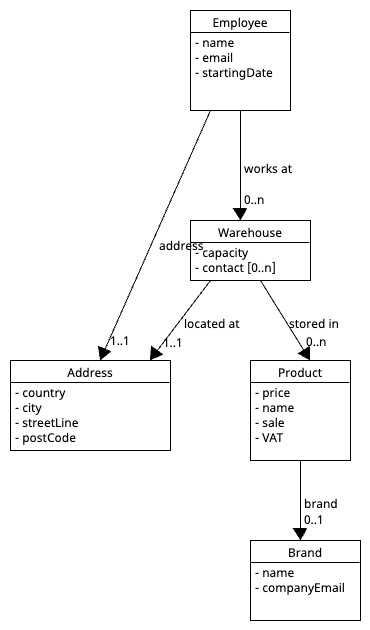 Employee
- name
- email
- startingDate
works at
0..n
address
Warehouse
- capacity
- contact [0..n]
located at
1..1
stored in
0..n
1..1
Address
- country
- city
- streetLine
- postCode
Product
- price
- name
- sale
- VAT
brand
0..1
Brand
- name
- companyEmail